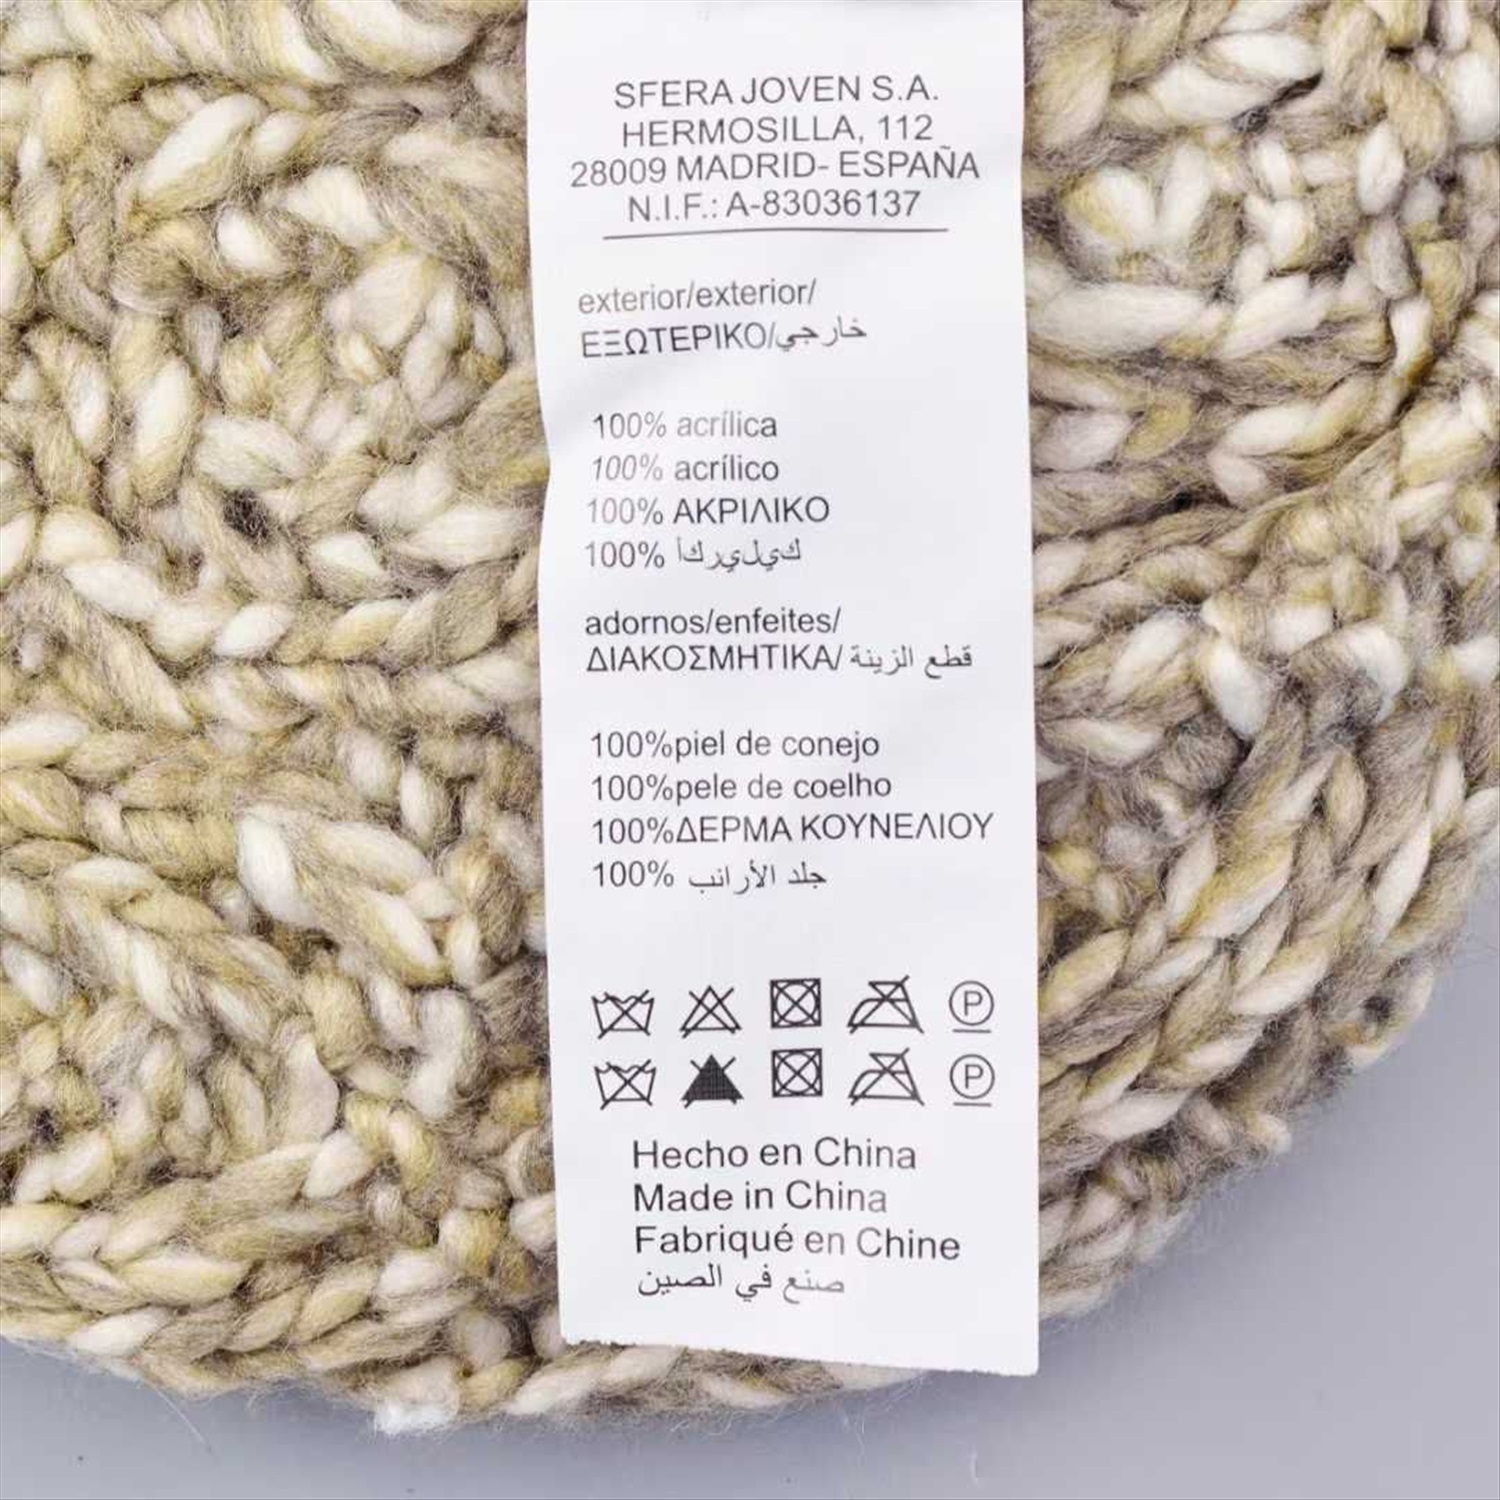 SFERA JOVEN S.A.
HERMOSILLA, 112
28009 MADRID- ESPAÑA
N.I.F.: A-83036137
exterior/exterior/
ΕΞΩΤΕΡΙΚΟ/خارجي
100% acrílica
100% acrílico
100% ΑΚΡΙΛΙΚΟ
100% أكريليك
adornos/enfeites/
ΔΙΑΚΟΣΜΗΤΙΚΑ/ قطع الزينة
100%piel de conejo
100%pele de coelho
100%ΔΕΡΜΑ ΚΟΥΝΕΛΙΟΥ
100% جلد الأرانب
P
P
Hecho en China
Made in China
Fabriqué en Chine
صنع في الصين